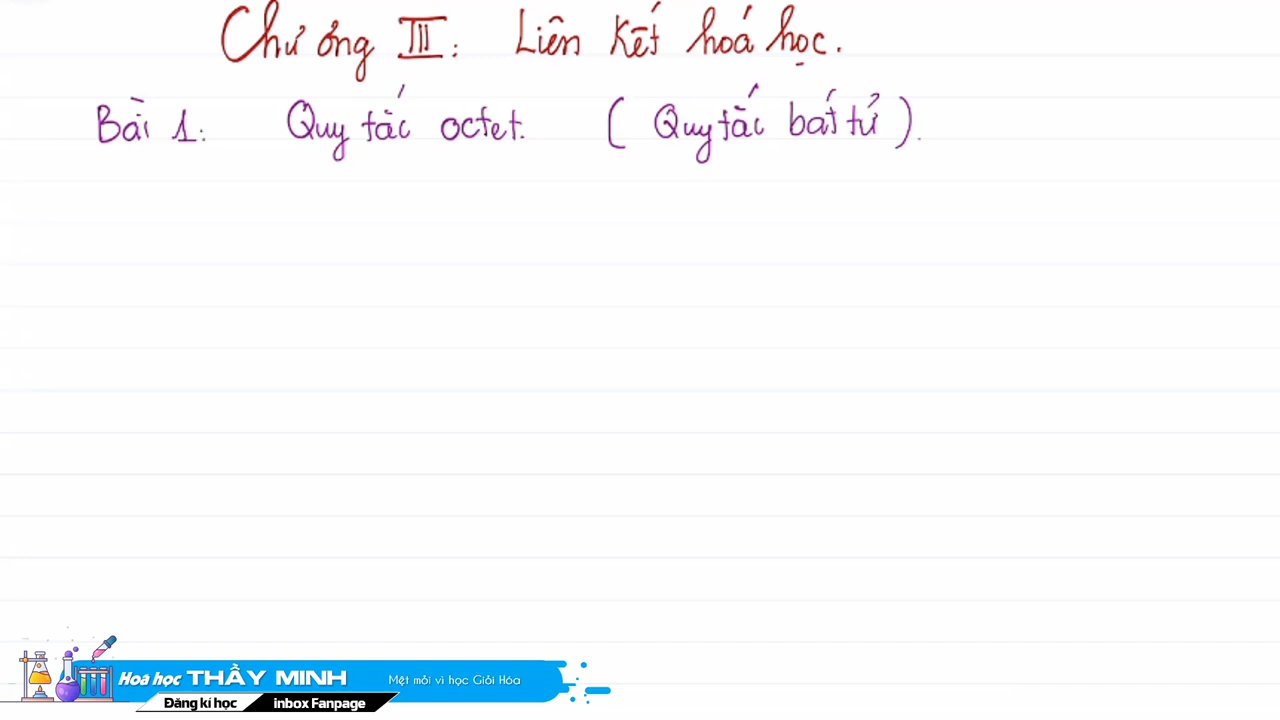 Chương III: Liên kết hoá học.
Bài 1: Quy tắc octet. (Quy tắc bát tử).
Hoá học THẦY MINH Mệt mỏi vì học Giỏi Hóa
Đăng kí học inbox Fanpage